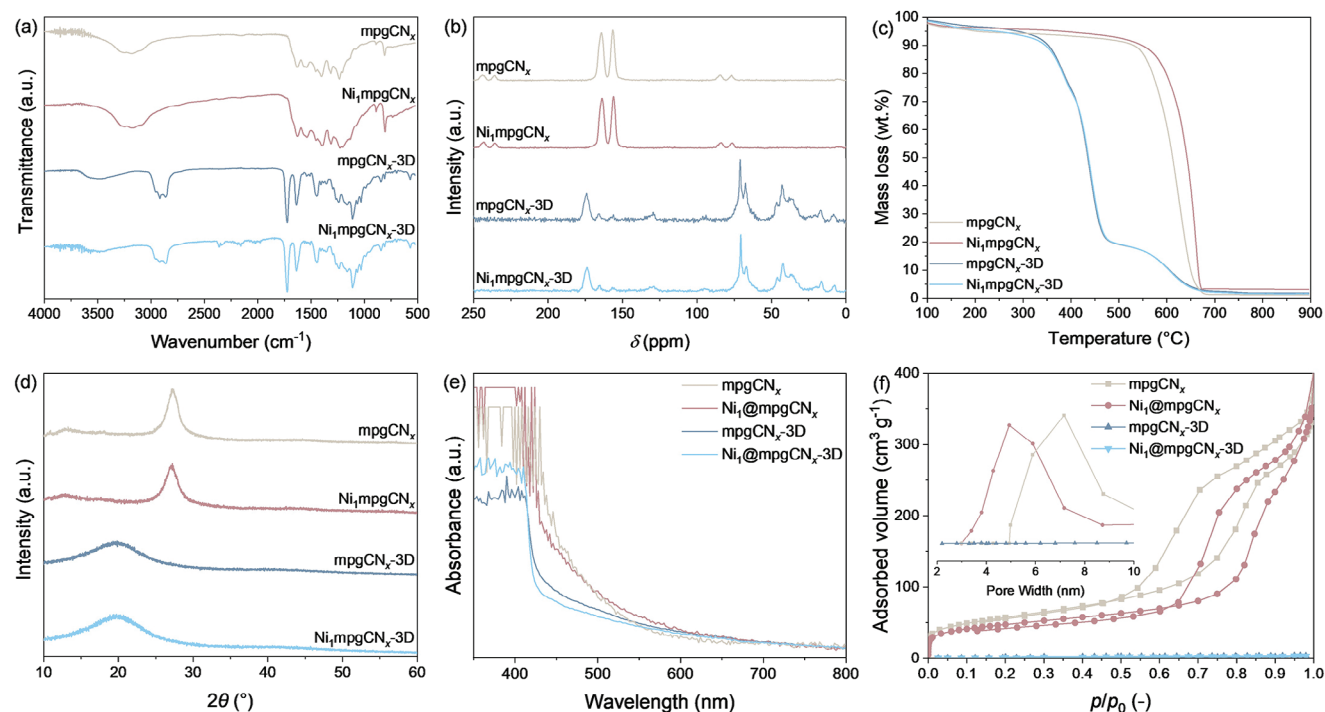 (a)
mpgCNₓ
Ni₁mpgCNₓ
mpgCNₓ-3D
Ni₁mpgCNₓ-3D
Transmittance (a.u.)
4000 3500 3000 2500 2000 1500 1000 500
Wavenumber (cm⁻¹)
(b)
mpgCNₓ
Ni₁mpgCNₓ
mpgCNₓ-3D
Ni₁mpgCNₓ-3D
Intensity (a.u.)
250 200 150 100 50 0
δ (ppm)
(c)
100
90
80
70
60
50
40
30
20
10
0
Mass loss (wt.%)
mpgCNₓ
Ni₁mpgCNₓ
mpgCNₓ-3D
Ni₁mpgCNₓ-3D
100 200 300 400 500 600 700 800 900
Temperature (°C)
(d)
mpgCNₓ
Ni₁mpgCNₓ
mpgCNₓ-3D
Ni₁mpgCNₓ-3D
Intensity (a.u.)
10 20 30 40 50 60
2θ (°)
(e)
mpgCNₓ
Ni₁@mpgCNₓ
mpgCNₓ-3D
Ni₁@mpgCNₓ-3D
Absorbance (a.u.)
400 500 600 700 800
Wavelength (nm)
(f)
400
300
200
100
0
Adsorbed volume (cm³ g⁻¹)
mpgCNₓ
Ni₁@mpgCNₓ
mpgCNₓ-3D
Ni₁@mpgCNₓ-3D
2 4 6 8 10
Pore Width (nm)
0.0 0.1 0.2 0.3 0.4 0.5 0.6 0.7 0.8 0.9 1.0
p/p₀ (-)